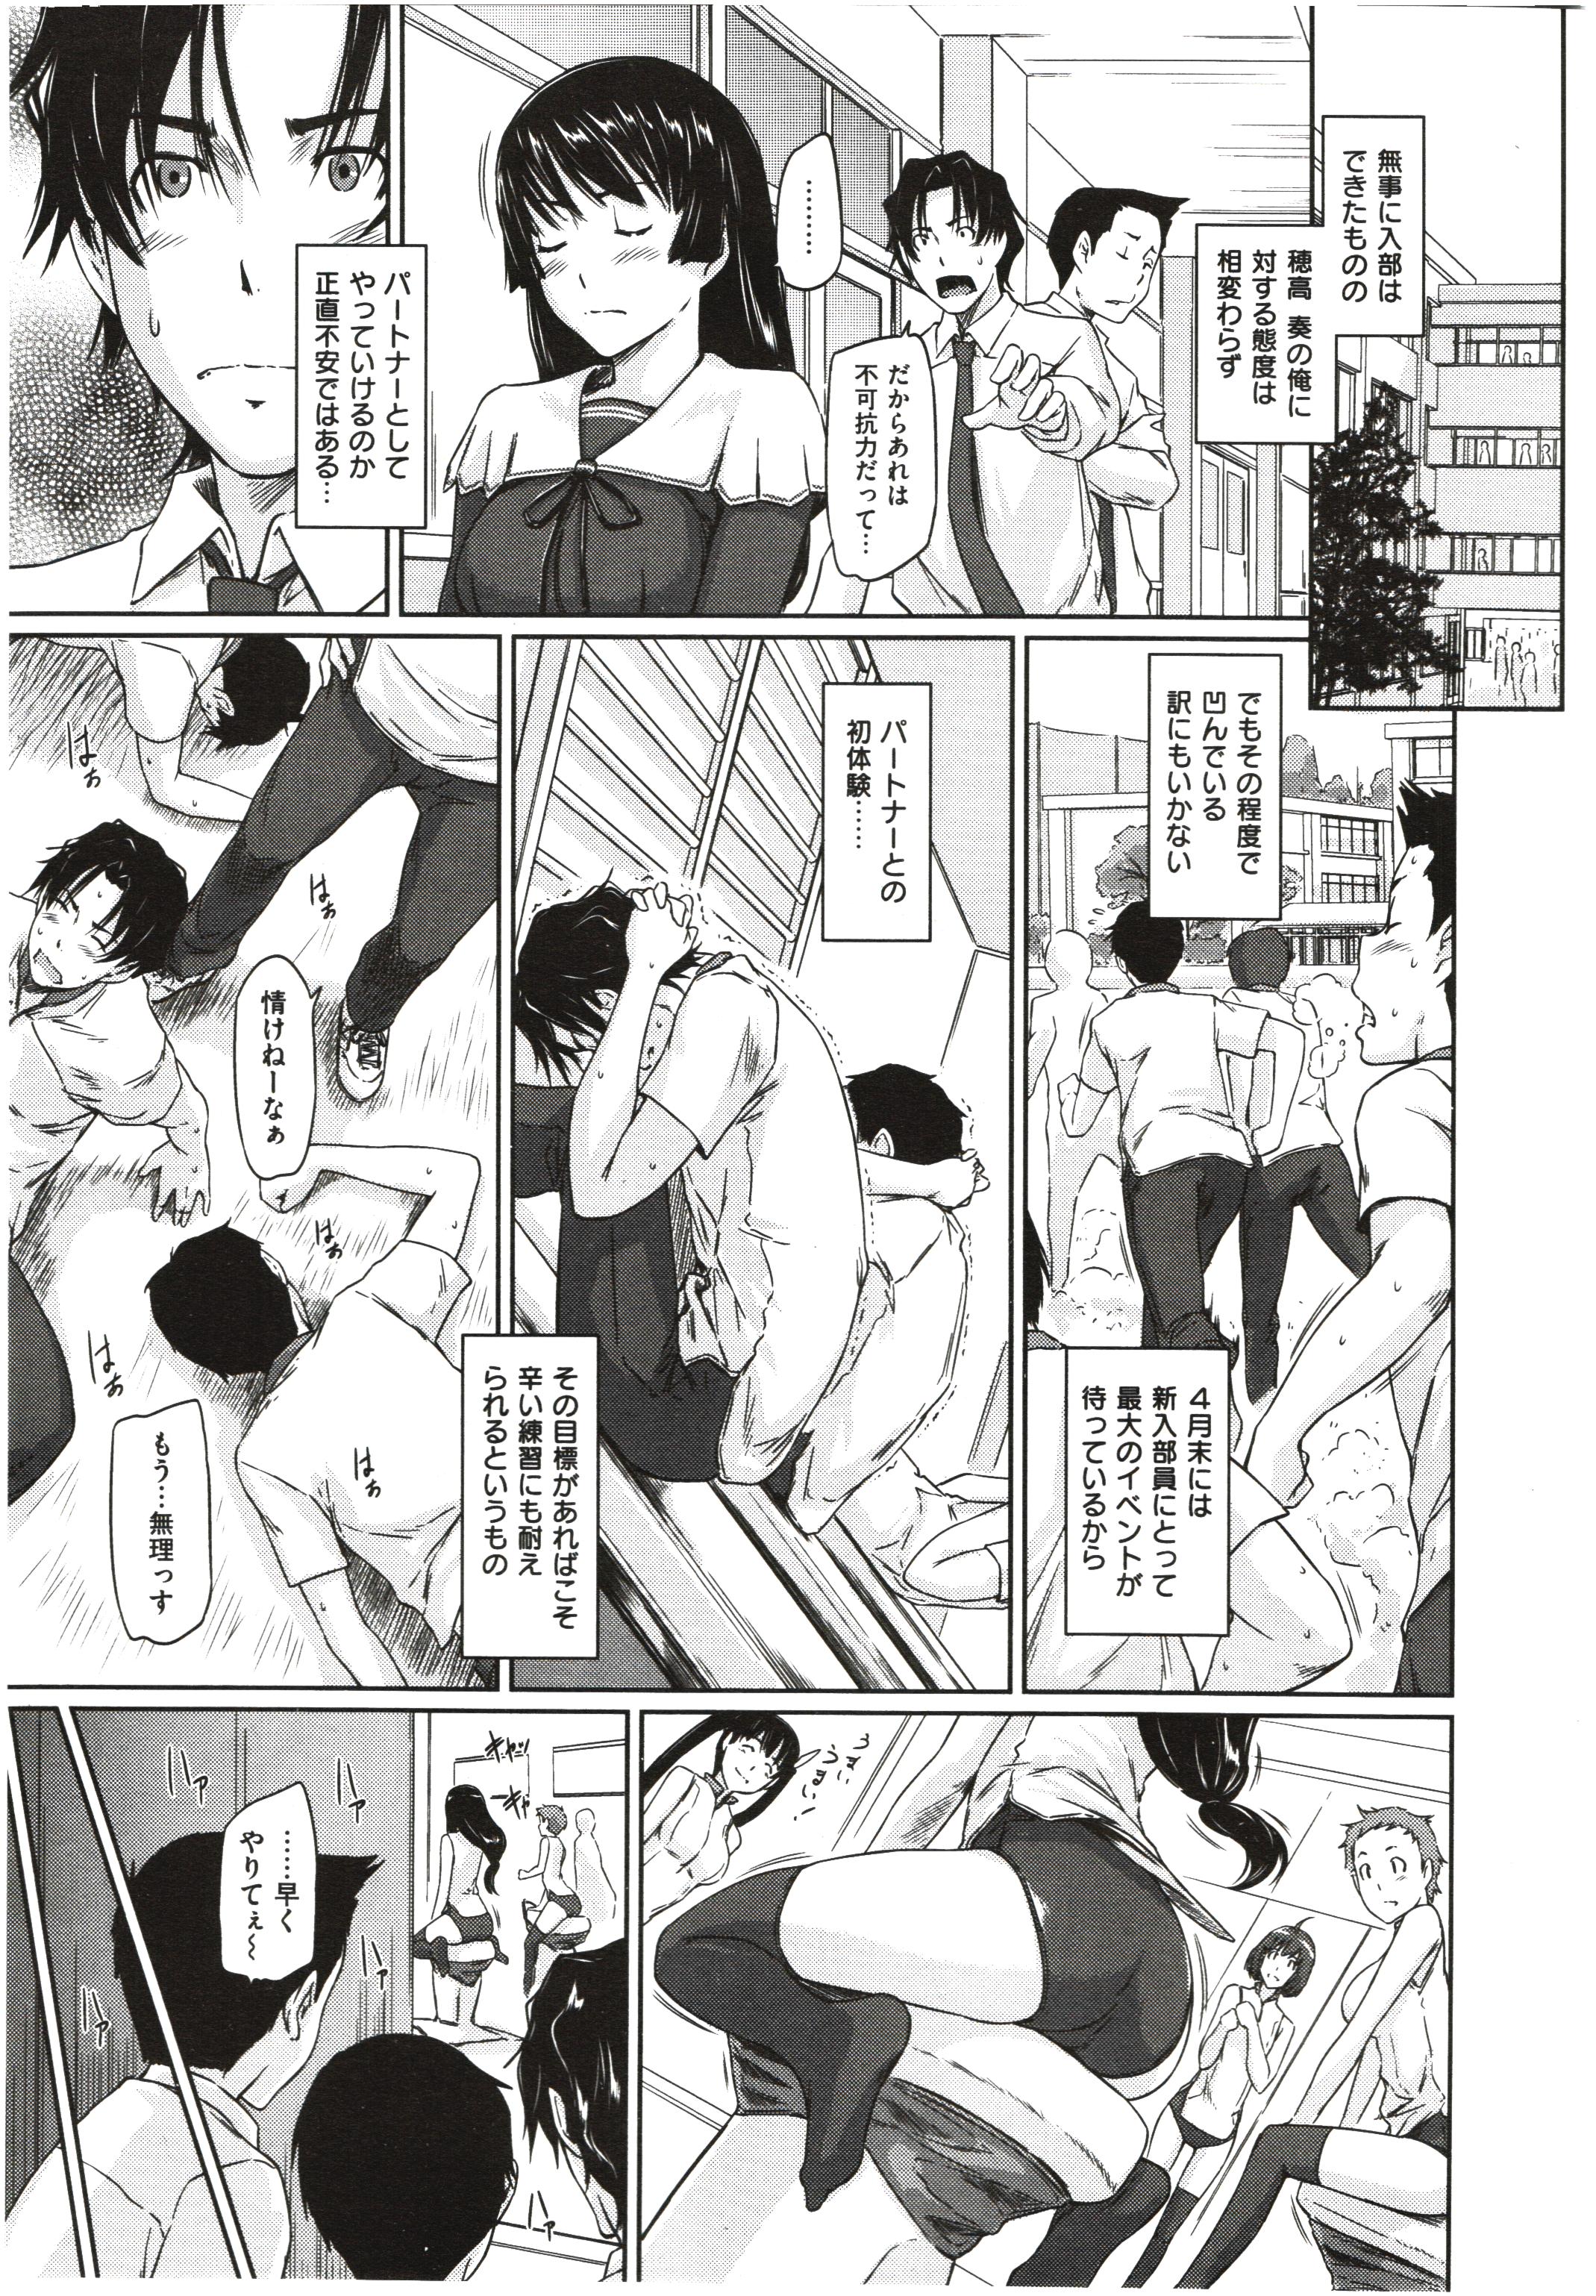 無事に入部は
できたものの
穂高 奏の俺に
対する態度は
相変わらず
だからあれは
不可抗力だって…
………
パートナーとして
やっていけるのか
正直不安ではある…
でもその程度で
凹んでいる
訳にもいかない
４月末には
新入部員にとって
最大のイベントが
待っているから
パートナーとの
初体験……
その目標があればこそ
辛い練習にも耐え
られるというもの
はぁ
はぁ
情けねーなぁ
はぁ
はぁ
はぁ
もう…無理っす
うまい
うまい！
キャッ
キャー
……早く
やりてぇ～
ハァ
ハァ
ハァ
ハァ
ハァ